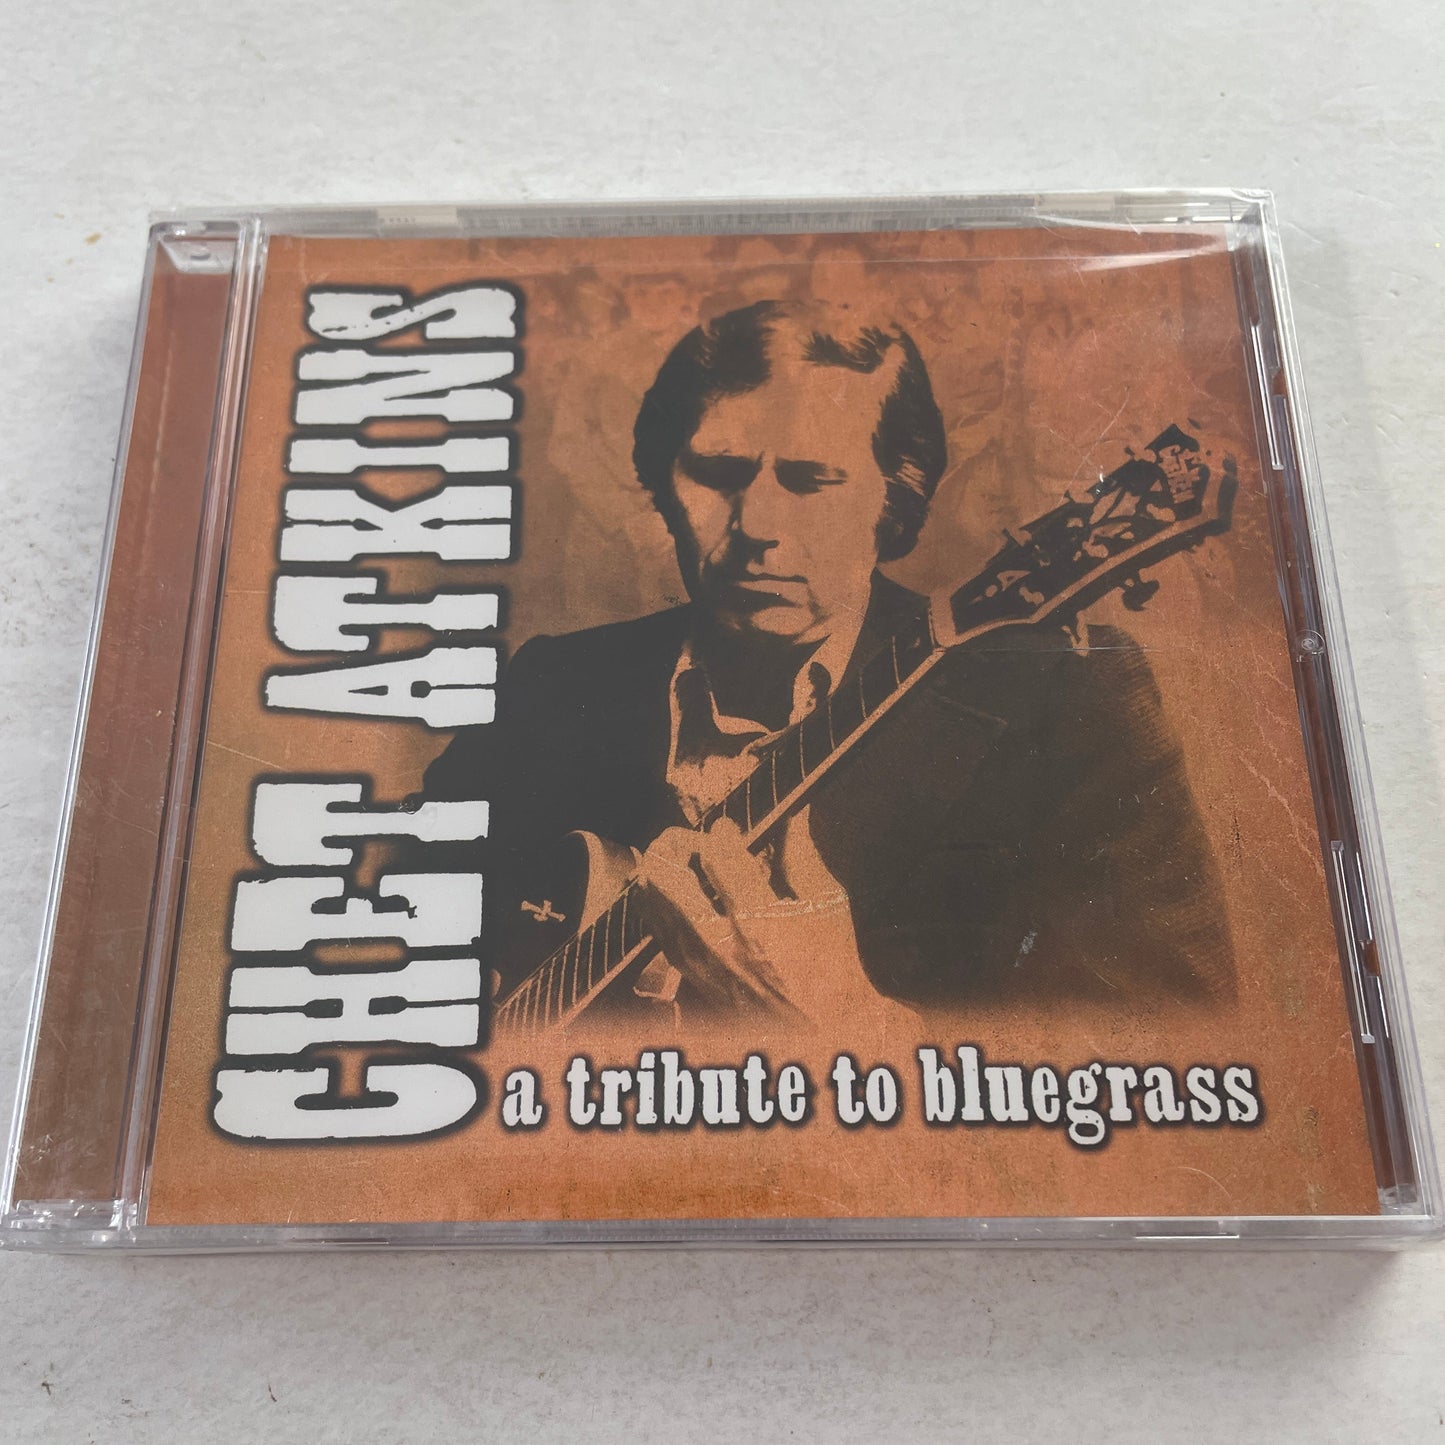 CHET ATKINS
a tribute to bluegrass